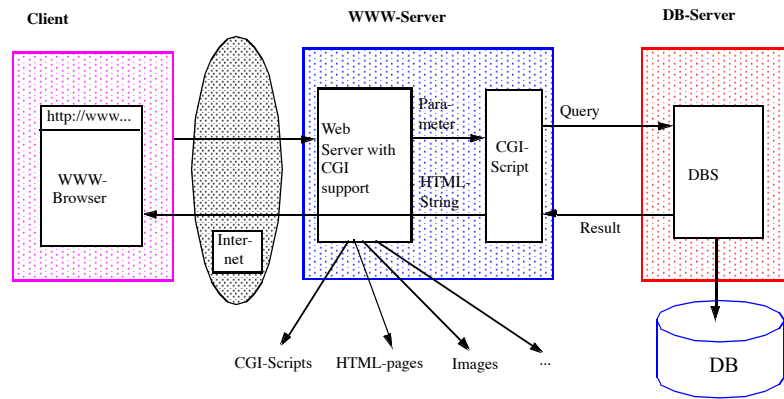 Client
WWW-Server
DB-Server
http://www...
WWW-
Browser
Inter-
net
Web
Server with
CGI
support
Para-
meter
HTML-
String
CGI-
Script
Query
Result
DBS
DB
CGI-Scripts
HTML-pages
Images
...